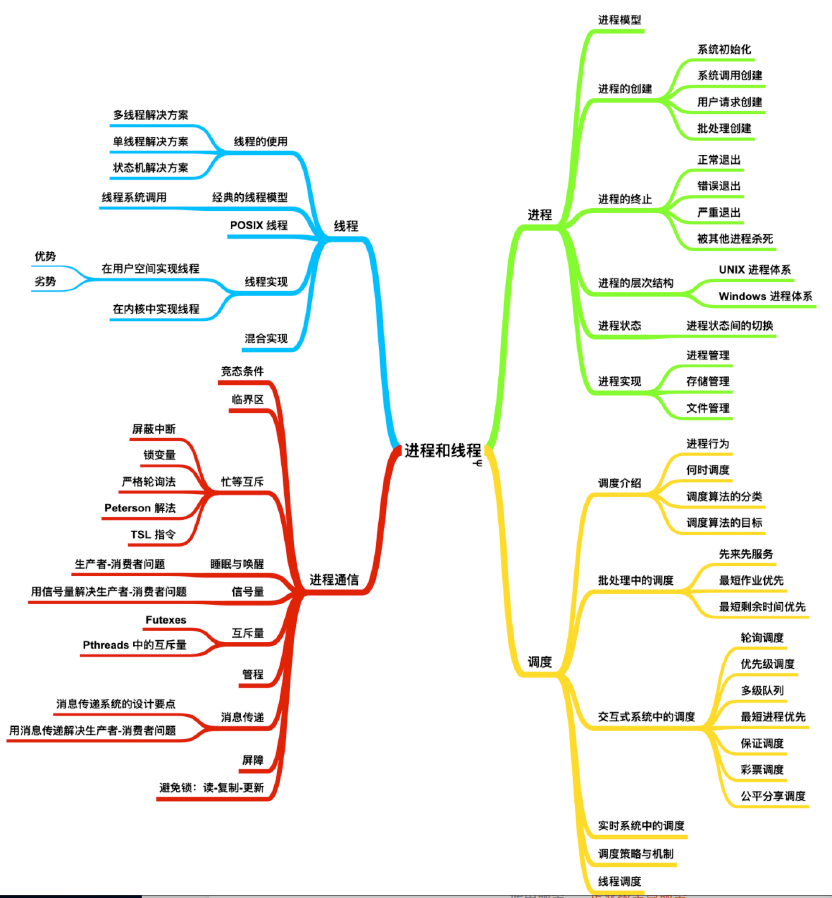 进程和线程
进程
进程模型
进程的创建
系统初始化
系统调用创建
用户请求创建
批处理创建
进程的终止
正常退出
错误退出
严重退出
被其他进程杀死
进程的层次结构
UNIX 进程体系
Windows 进程体系
进程状态
进程状态间的切换
进程实现
进程管理
存储管理
文件管理
调度
调度介绍
进程行为
何时调度
调度算法的分类
调度算法的目标
批处理中的调度
先来先服务
最短作业优先
最短剩余时间优先
交互式系统中的调度
轮询调度
优先级调度
多级队列
最短进程优先
保证调度
彩票调度
公平分享调度
实时系统中的调度
调度策略与机制
线程调度
线程
线程的使用
多线程解决方案
单线程解决方案
状态机解决方案
经典的线程模型
线程系统调用
POSIX 线程
线程实现
在用户空间实现线程
优势
劣势
在内核中实现线程
混合实现
进程通信
竞态条件
临界区
忙等互斥
屏蔽中断
锁变量
严格轮询法
Peterson 解法
TSL 指令
睡眠与唤醒
生产者-消费者问题
信号量
用信号量解决生产者-消费者问题
互斥量
Futexes
Pthreads 中的互斥量
管程
消息传递
消息传递系统的设计要点
用消息传递解决生产者-消费者问题
屏障
避免锁：读-复制-更新